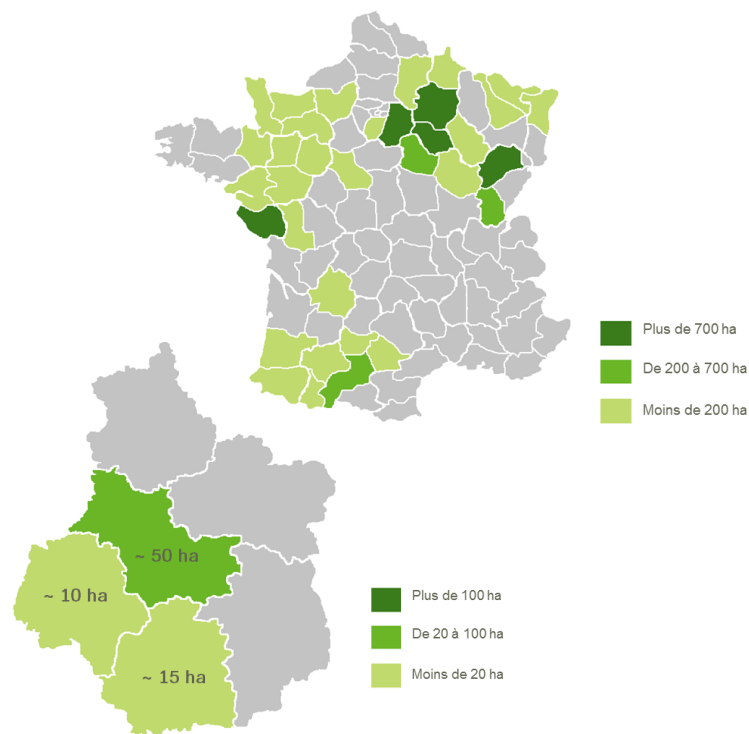 Plus de 700 ha
De 200 à 700 ha
Moins de 200 ha
~ 50 ha
~ 10 ha
~ 15 ha
Plus de 100 ha
De 20 à 100 ha
Moins de 20 ha